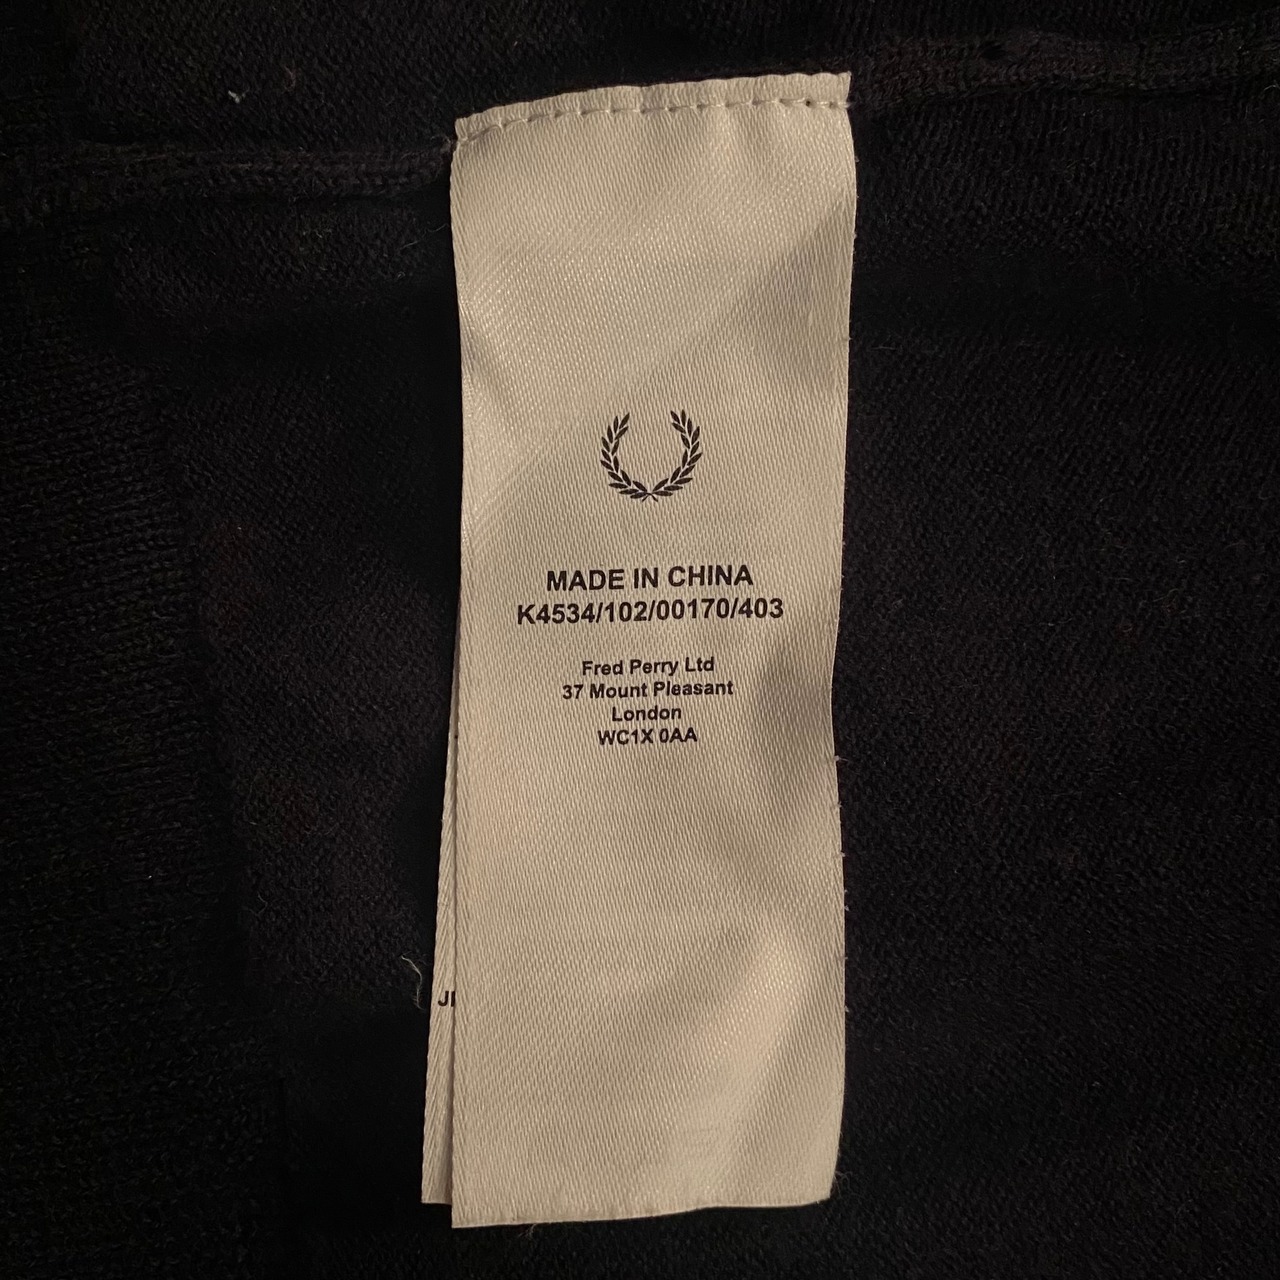 MADE IN CHINA
K4534/102/00170/403
Fred Perry Ltd
37 Mount Pleasant
London
WC1X 0AA